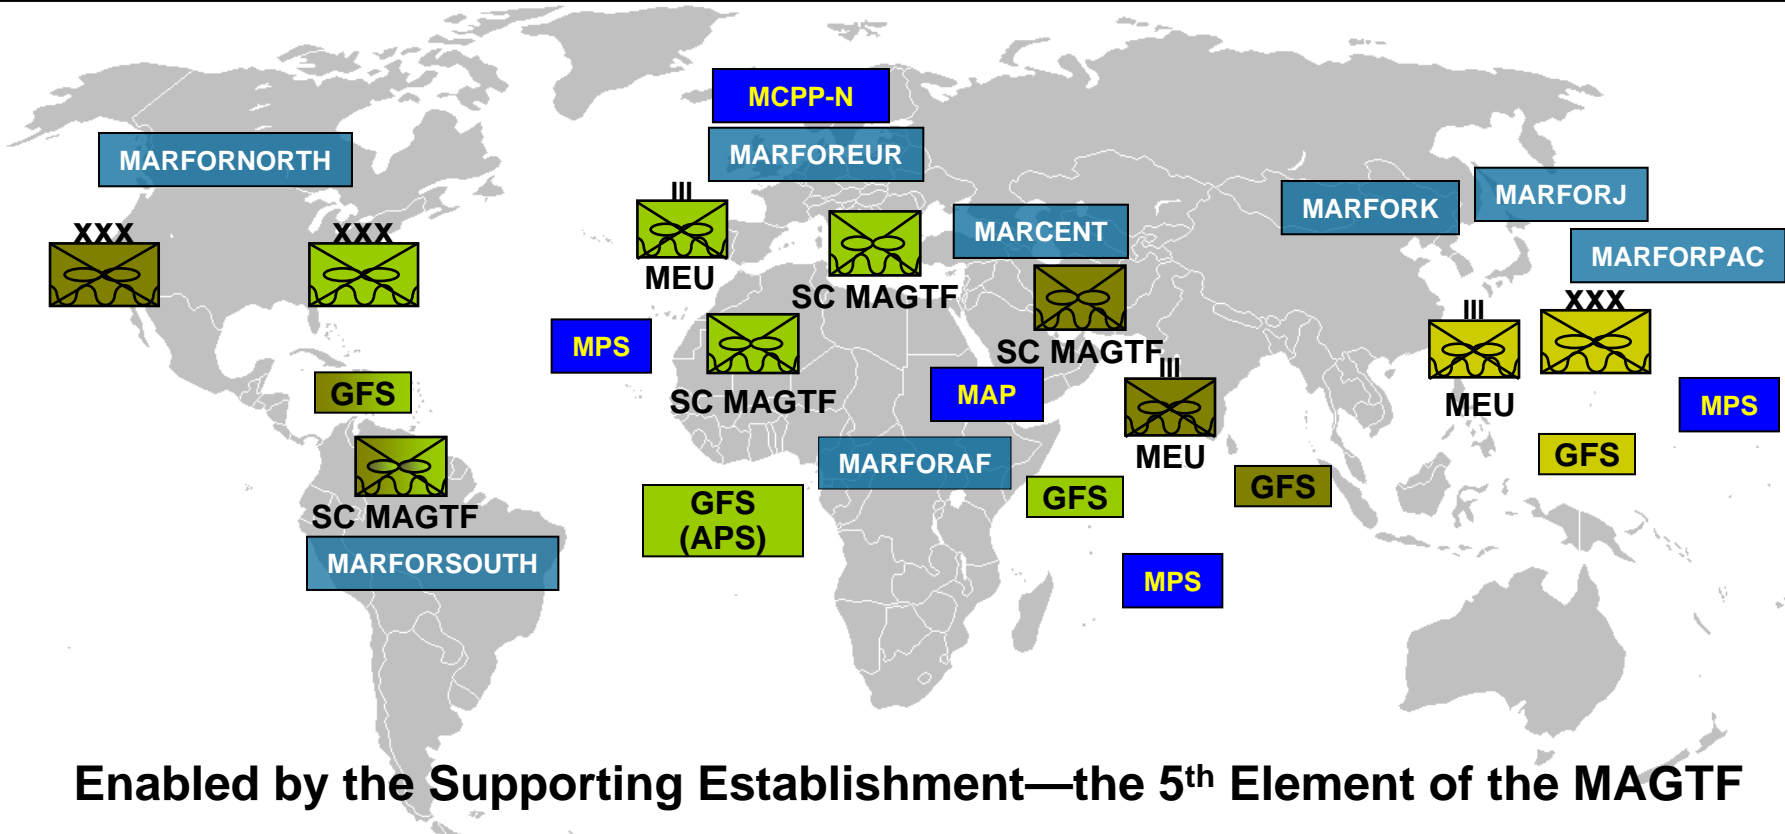 MCPP-N
MARFORNORTH
MARFOREUR
MARFORK
MARFORJ
MARCENT
MARFORPAC
XXX
XXX
III
MEU
SC MAGTF
SC MAGTF
III
XXX
MPS
SC MAGTF
MAP
III
MEU
MEU
MPS
GFS
SC MAGTF
MARFORAF
GFS
GFS
GFS
GFS
(APS)
MARFORSOUTH
MPS
Enabled by the Supporting Establishment—the 5th Element of the MAGTF